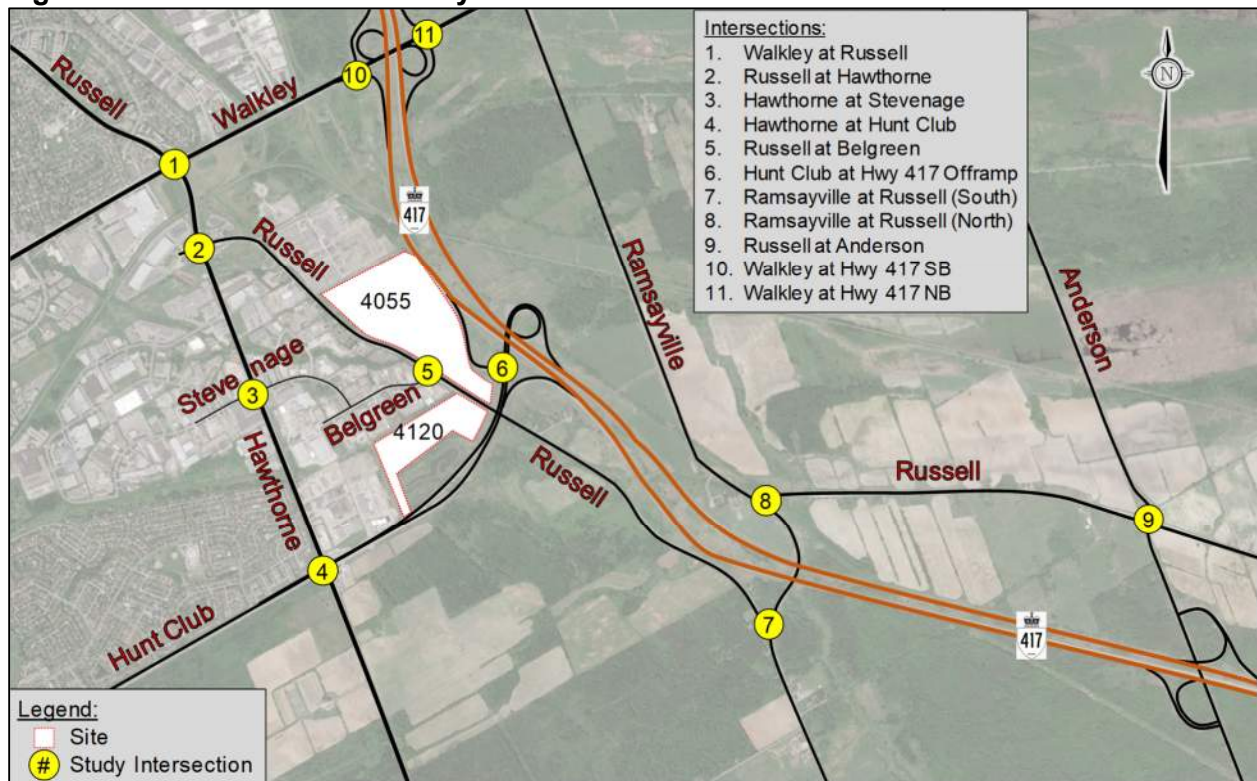 Russell
Walkley
10
11
1
2
417
Russell
4055
Stevenage
3
Belgreen
5
6
4120
Hawthorne
4
Hunt Club
Russell
Ramsayville
8
7
Russell
Anderson
9
417
Intersections:
1. Walkley at Russell
2. Russell at Hawthorne
3. Hawthorne at Stevenage
4. Hawthorne at Hunt Club
5. Russell at Belgreen
6. Hunt Club at Hwy 417 Offramp
7. Ramsayville at Russell (South)
8. Ramsayville at Russell (North)
9. Russell at Anderson
10. Walkley at Hwy 417 SB
11. Walkley at Hwy 417 NB
N
Legend:
Site
# Study Intersection